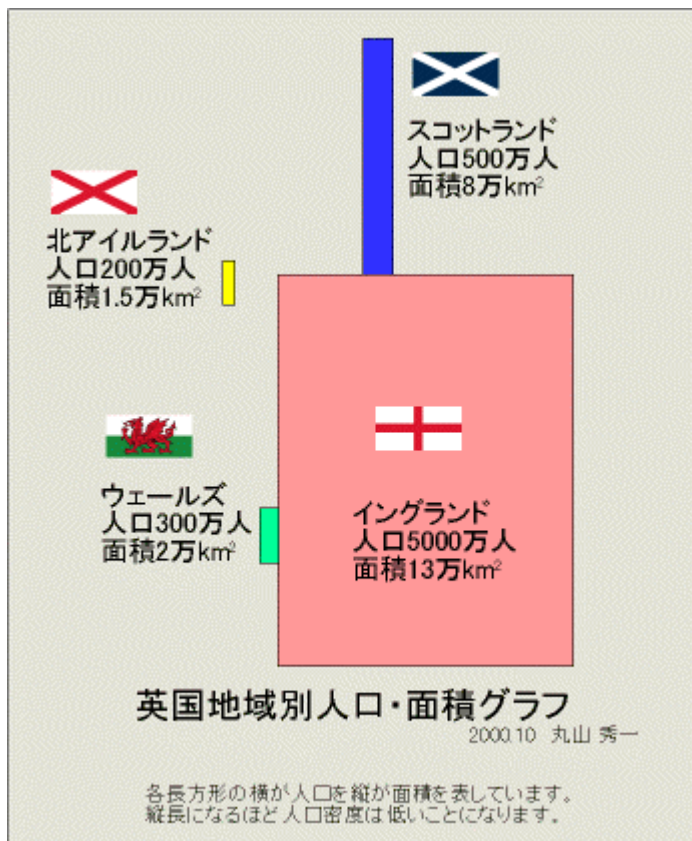 スコットランド
人口500万人
面積8万km²
北アイルランド
人口200万人
面積1.5万km²
ウェールズ
人口300万人
面積2万km²
イングランド
人口5000万人
面積13万km²
英国地域別人口・面積グラフ
2000.10 丸山 秀一
各長方形の横が人口を縦が面積を表しています。
縦長になるほど人口密度は低いことになります。